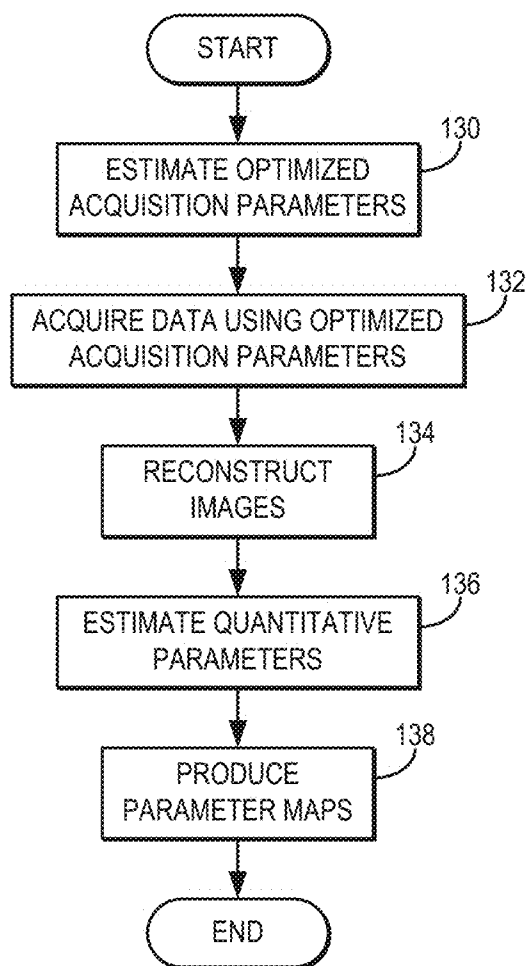 START
130
ESTIMATE OPTIMIZED
ACQUISITION PARAMETERS
132
ACQUIRE DATA USING OPTIMIZED
ACQUISITION PARAMETERS
134
RECONSTRUCT
IMAGES
136
ESTIMATE QUANTITATIVE
PARAMETERS
138
PRODUCE
PARAMETER MAPS
END